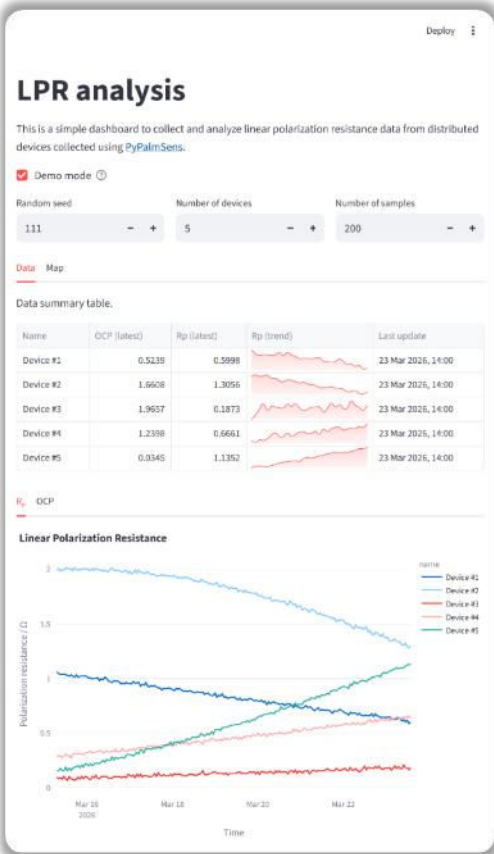 Deploy
LPR analysis
This is a simple dashboard to collect and analyze linear polarization resistance data from distributed
devices collected using PyPalmSens.
Demo mode
Random seed Number of devices Number of samples
111 - + 5 - + 200 - +
Data Map
Data summary table.
Name OCP (latest) Rp (latest) Rp (trend) Last update
Device #1 0.5239 0.5998 23 Mar 2026, 14:00
Device #2 1.6608 1.3056 23 Mar 2026, 14:00
Device #3 1.9657 0.1873 23 Mar 2026, 14:00
Device #4 1.2398 0.6661 23 Mar 2026, 14:00
Device #5 0.0345 1.1352 23 Mar 2026, 14:00
Rₚ OCP
Linear Polarization Resistance
name
Device #1
Device #2
Device #3
Device #4
Device #5
Polarization resistance / Ω
2
1.5
1
0.5
0
Mar 16 Mar 18 Mar 20 Mar 22
2026
Time